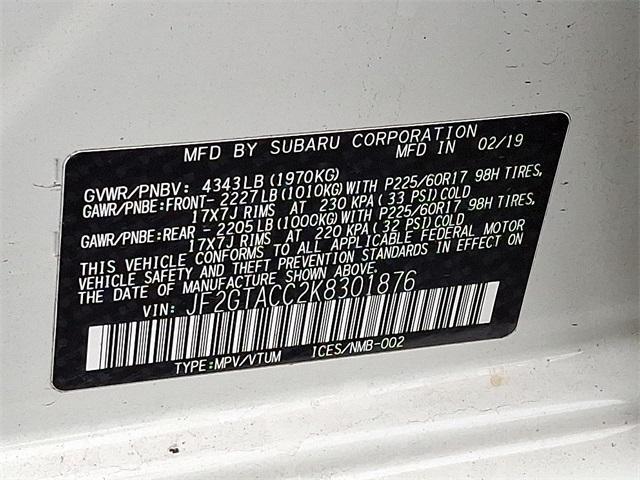 MFD BY SUBARU CORPORATION
MFD IN 02/19
GVWR/PNBV: 4343LB(1970KG)
GAWR/PNBE:FRONT- 2227LB(1010KG)WITH P225/60R17 98H TIRES,
17X7J RIMS AT 230 KPA(33 PSI)COLD
GAWR/PNBE:REAR - 2205LB(1000KG)WITH P225/60R17 98H TIRES,
17X7J RIMS AT 220 KPA(32 PSI)COLD
THIS VEHICLE CONFORMS TO ALL APPLICABLE FEDERAL MOTOR
VEHICLE SAFETY AND THEFT PREVENTION STANDARDS IN EFFECT ON
THE DATE OF MANUFACTURE SHOWN ABOVE.
VIN: JF2GTACC2K8301876
TYPE:MPV/VTUM ICES/NMB-002